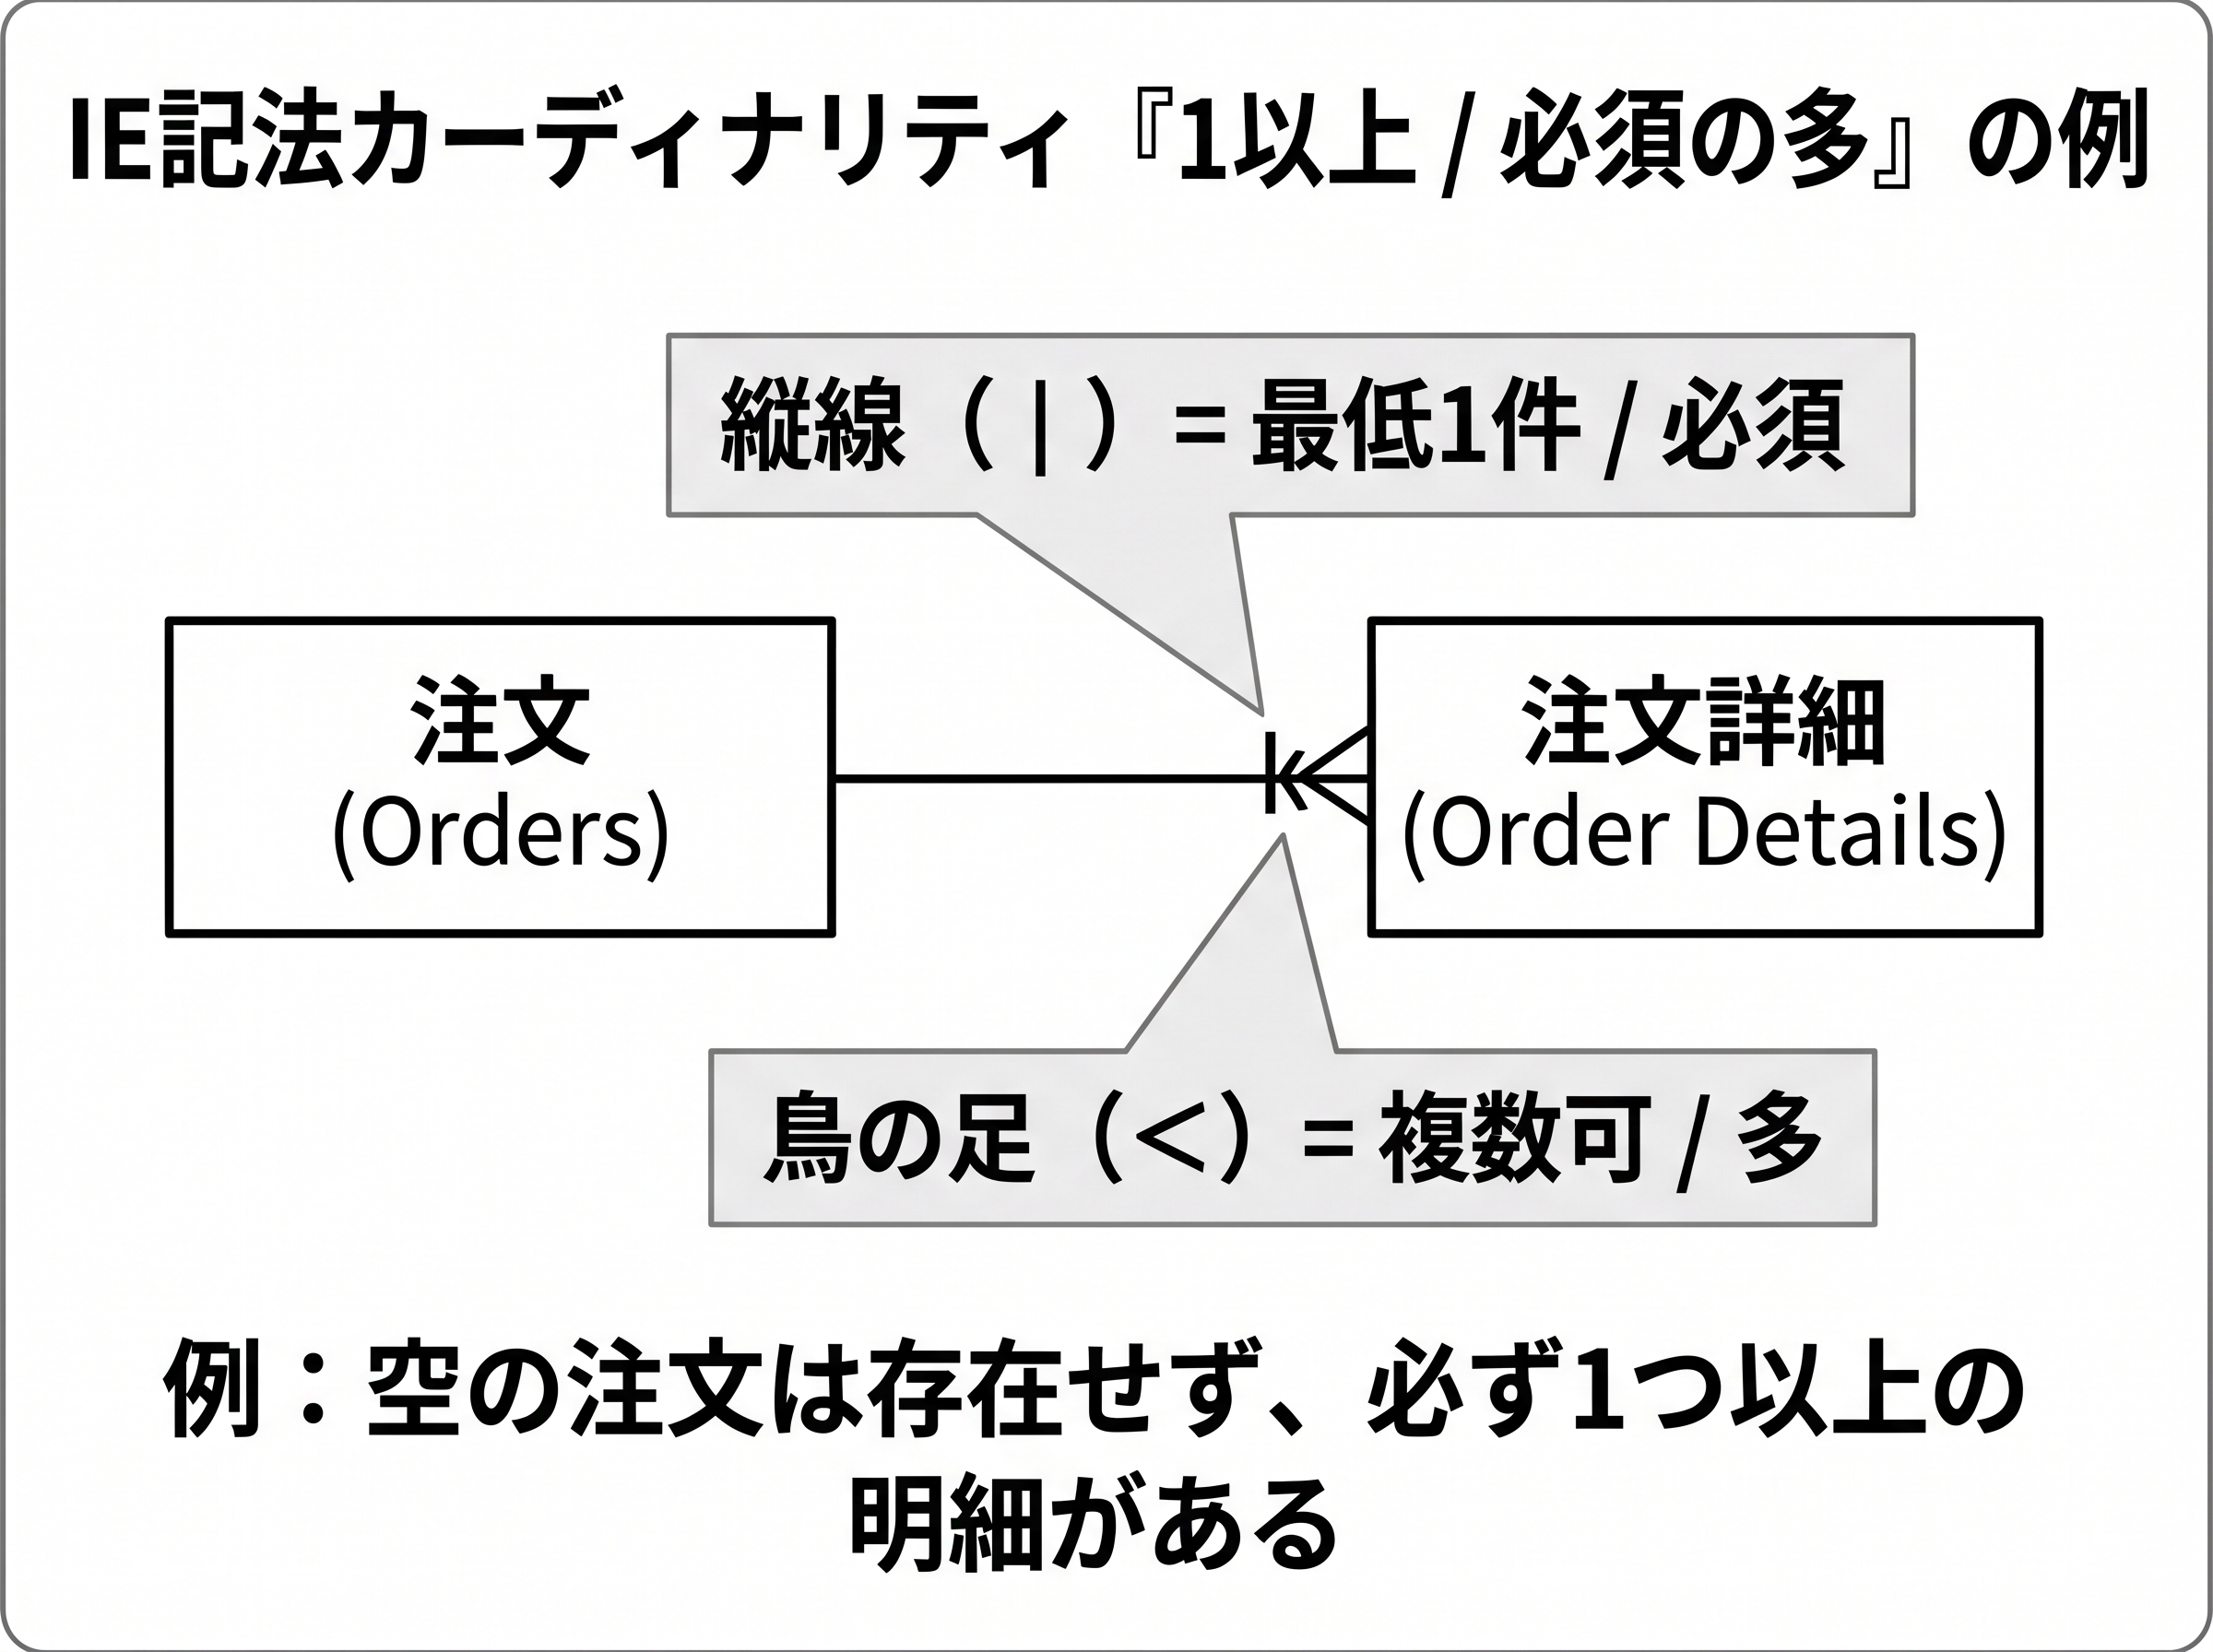 IE記法カーディナリティ『1以上 / 必須の多』の例
縦線（|）= 最低1件 / 必須
注文
(Orders)
注文詳細
(Order Details)
鳥の足（<）= 複数可 / 多
例：空の注文は存在せず、必ず1つ以上の
明細がある